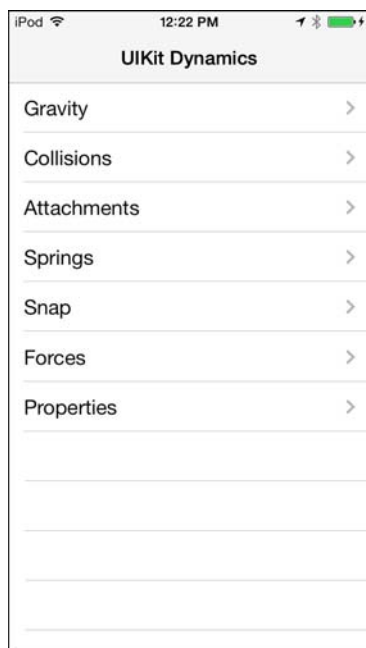 iPod 12:22 PM
UIKit Dynamics
Gravity
Collisions
Attachments
Springs
Snap
Forces
Properties